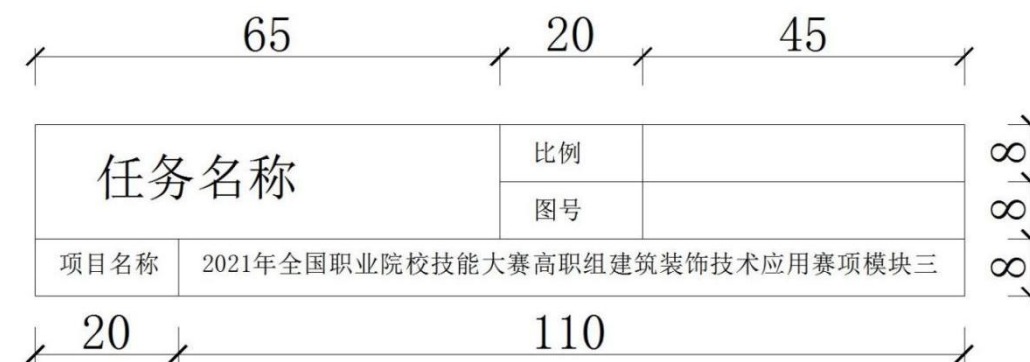 65 20 45
任务名称
比例
图号
8
8
8
项目名称 2021年全国职业院校技能大赛高职组建筑装饰技术应用赛项模块三
20 110